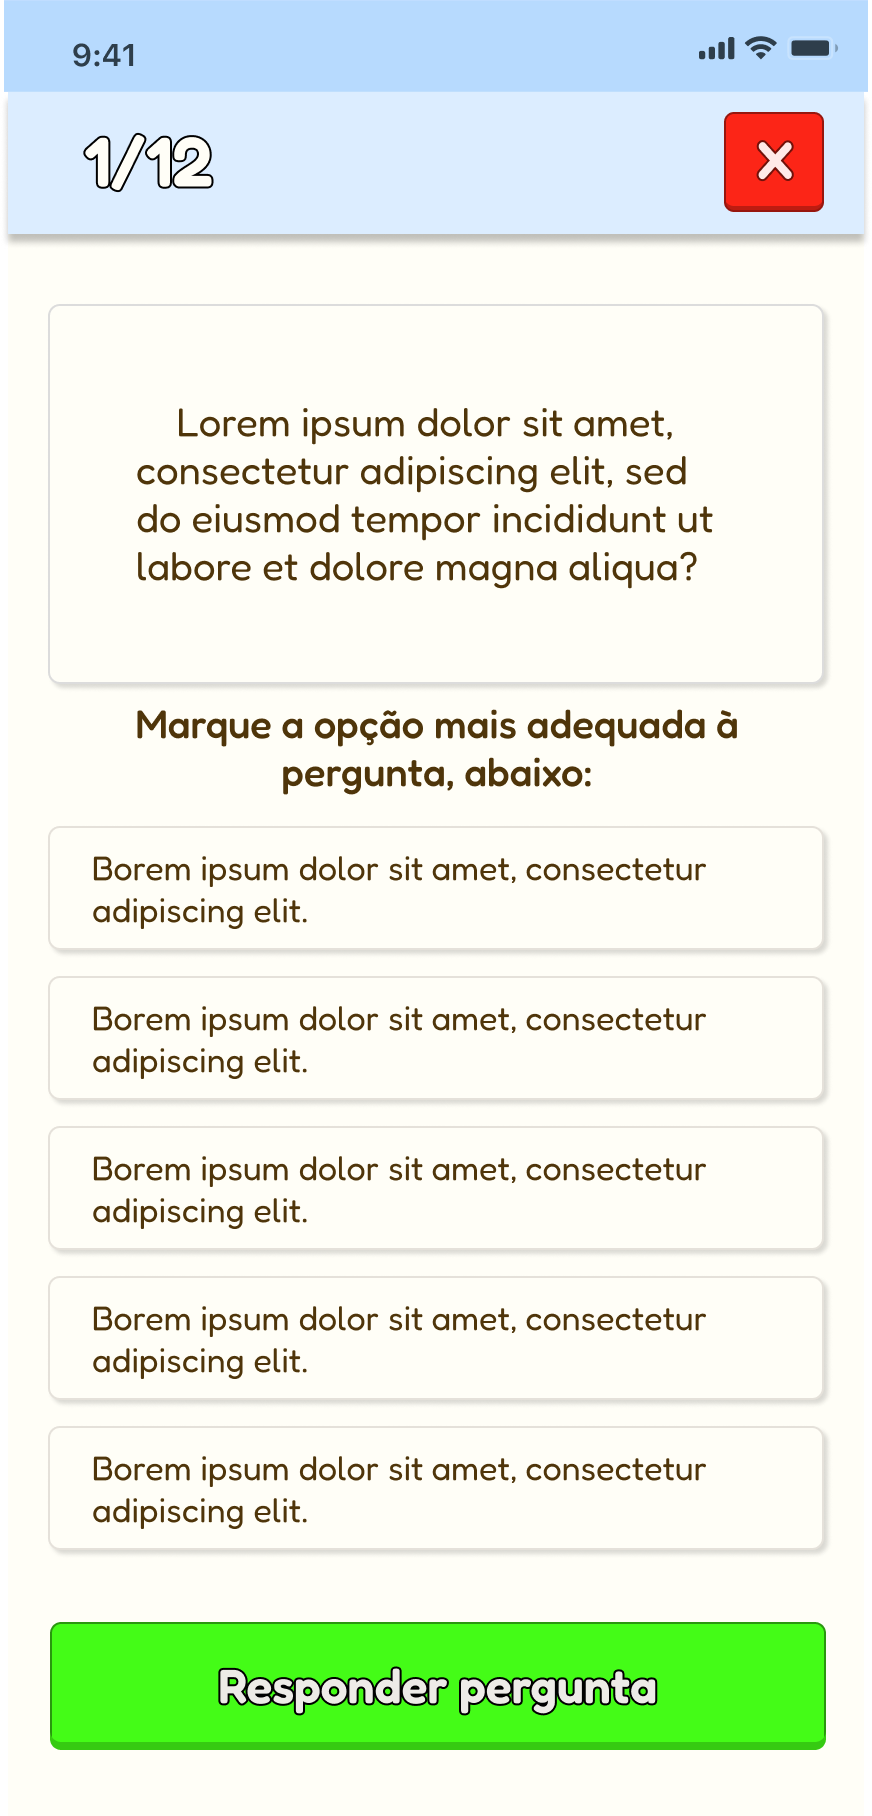 9:41
1/12
X
Lorem ipsum dolor sit amet,
consectetur adipiscing elit, sed
do eiusmod tempor incididunt ut
labore et dolore magna aliqua?
Marque a opção mais adequada à
pergunta, abaixo:
Borem ipsum dolor sit amet, consectetur
adipiscing elit.
Borem ipsum dolor sit amet, consectetur
adipiscing elit.
Borem ipsum dolor sit amet, consectetur
adipiscing elit.
Borem ipsum dolor sit amet, consectetur
adipiscing elit.
Borem ipsum dolor sit amet, consectetur
adipiscing elit.
Responder pergunta